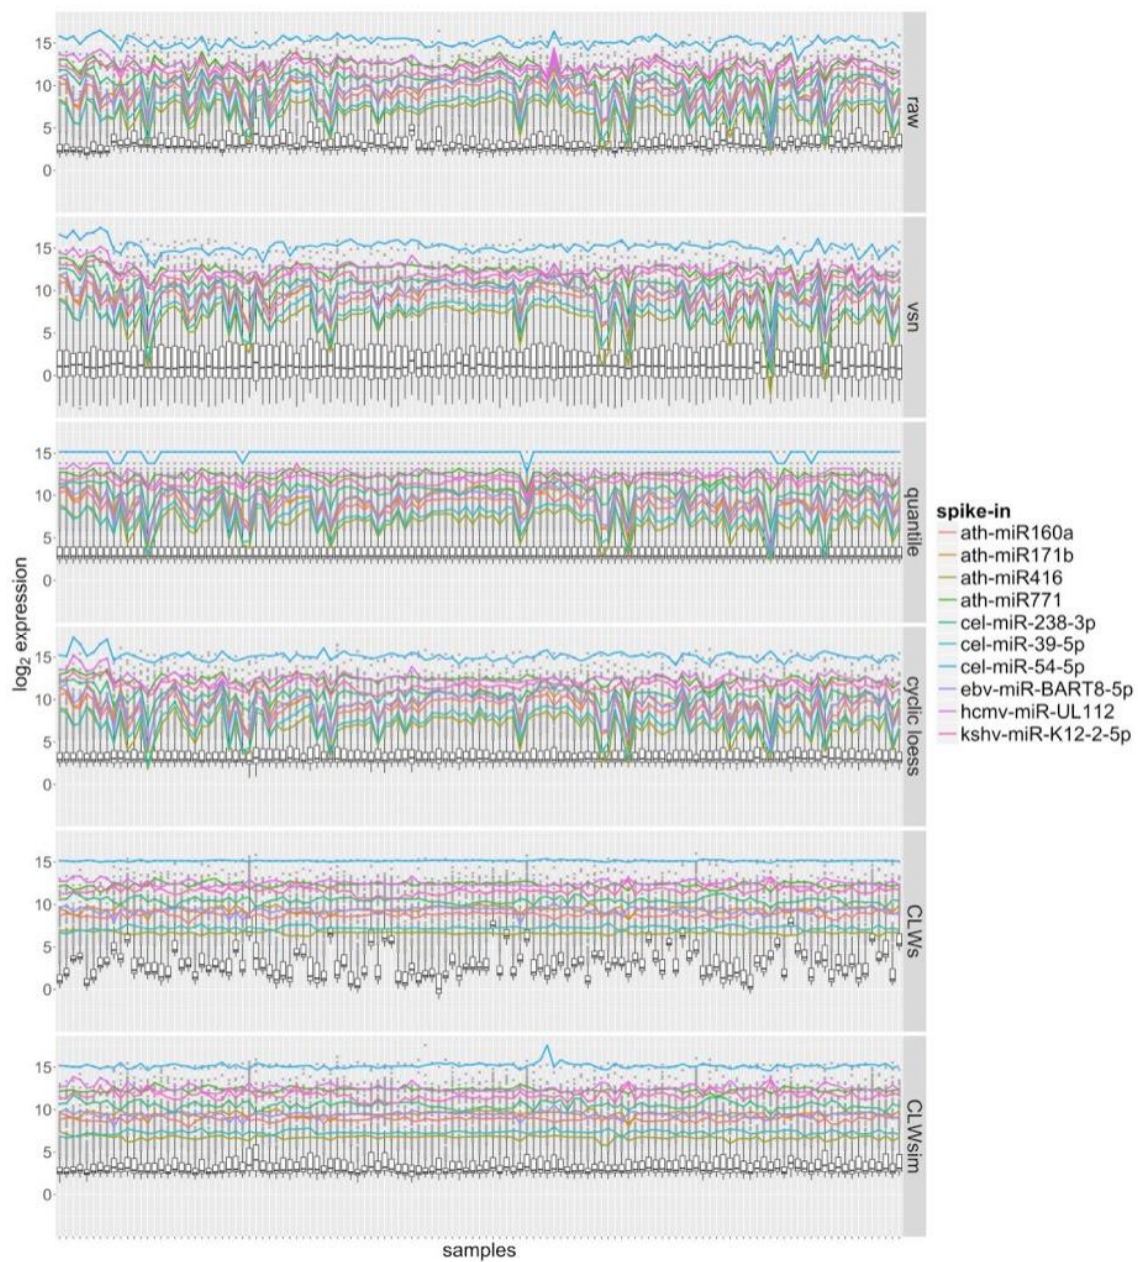 15
10
5
0
raw
15
10
5
0
vsn
15
10
5
0
quantile
15
10
5
0
cyclic loess
15
10
5
0
CLWs
15
10
5
0
CLWsim
log2 expression
samples
spike-in
ath-miR160a
ath-miR171b
ath-miR416
ath-miR771
cel-miR-238-3p
cel-miR-39-5p
cel-miR-54-5p
ebv-miR-BART8-5p
hcmv-miR-UL112
kshv-miR-K12-2-5p